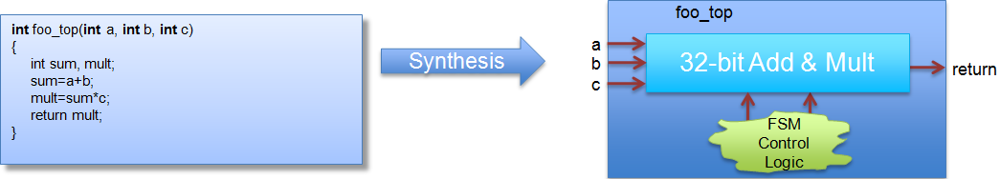 int foo_top(int a, int b, int c)
{
int sum, mult;
sum=a+b;
mult=sum*c;
return mult;
}
Synthesis
foo_top
a
b
c
32-bit Add & Mult
return
FSM
Control
Logic